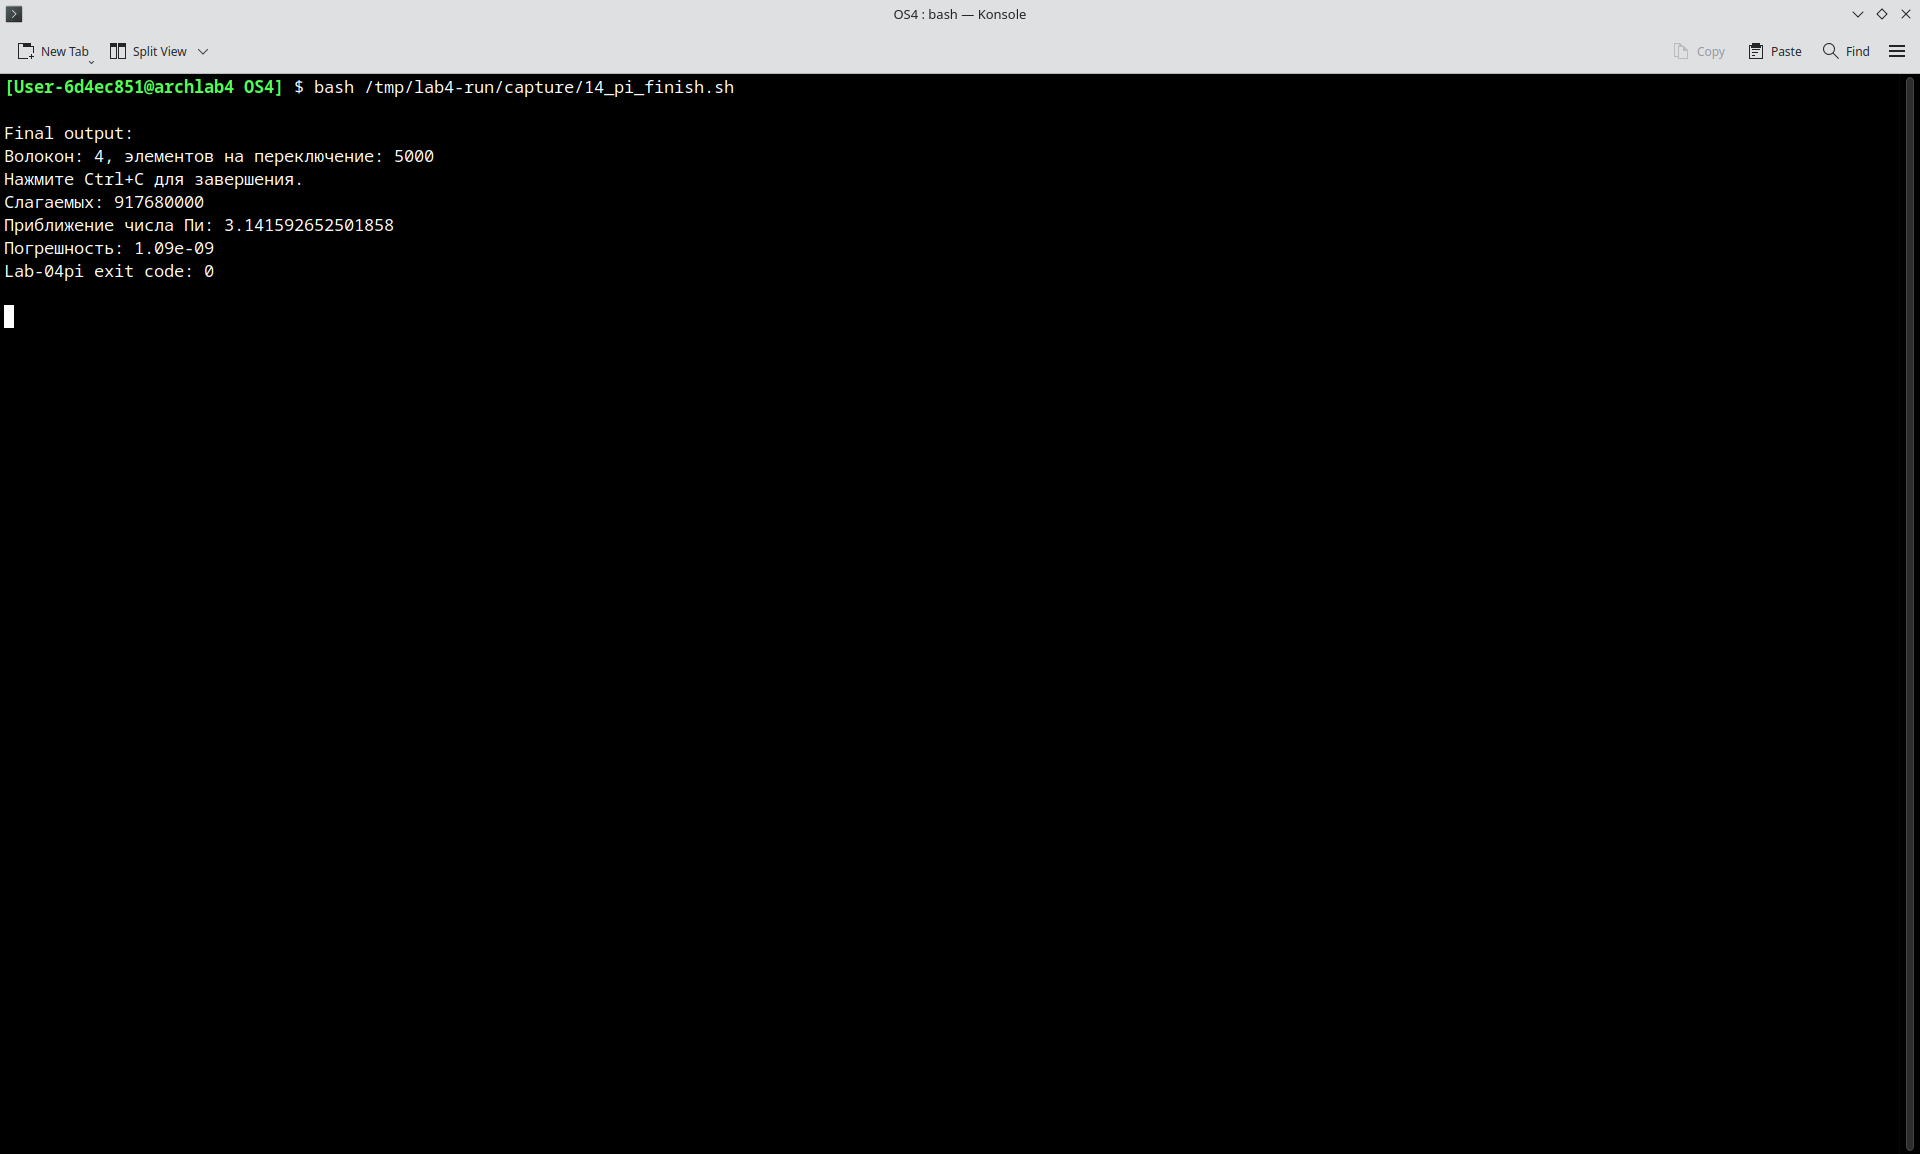 OS4 : bash — Konsole
New Tab
Split View
Copy
Paste
Find
[User-6d4ec851@archlab4 OS4] $ bash /tmp/lab4-run/capture/14_pi_finish.sh
Final output:
Волокон: 4, элементов на переключение: 5000
Нажмите Ctrl+C для завершения.
Слагаемых: 917680000
Приближение числа Пи: 3.141592652501858
Погрешность: 1.09e-09
Lab-04pi exit code: 0